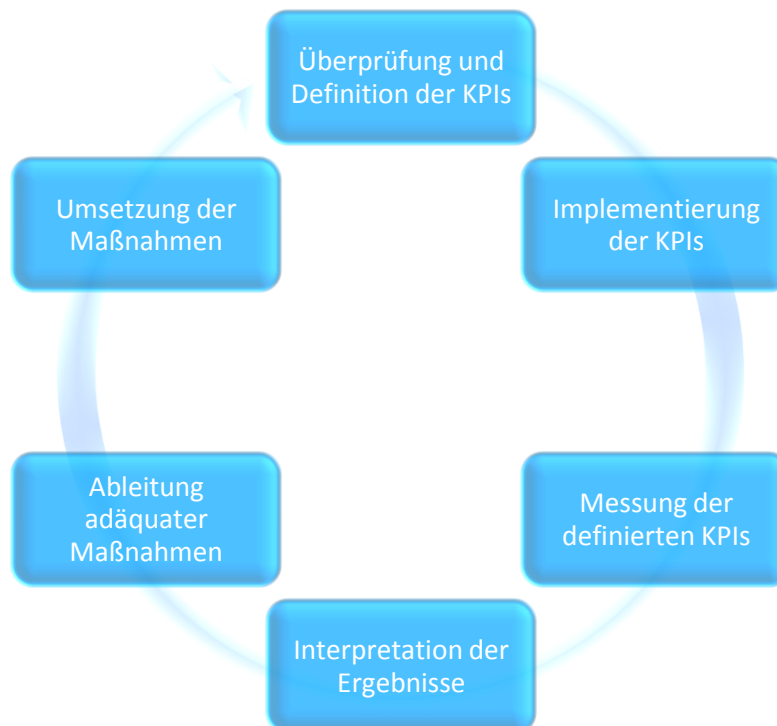 Überprüfung und
Definition der KPIs
Implementierung
der KPIs
Messung der
definierten KPIs
Interpretation der
Ergebnisse
Ableitung
adäquater
Maßnahmen
Umsetzung der
Maßnahmen